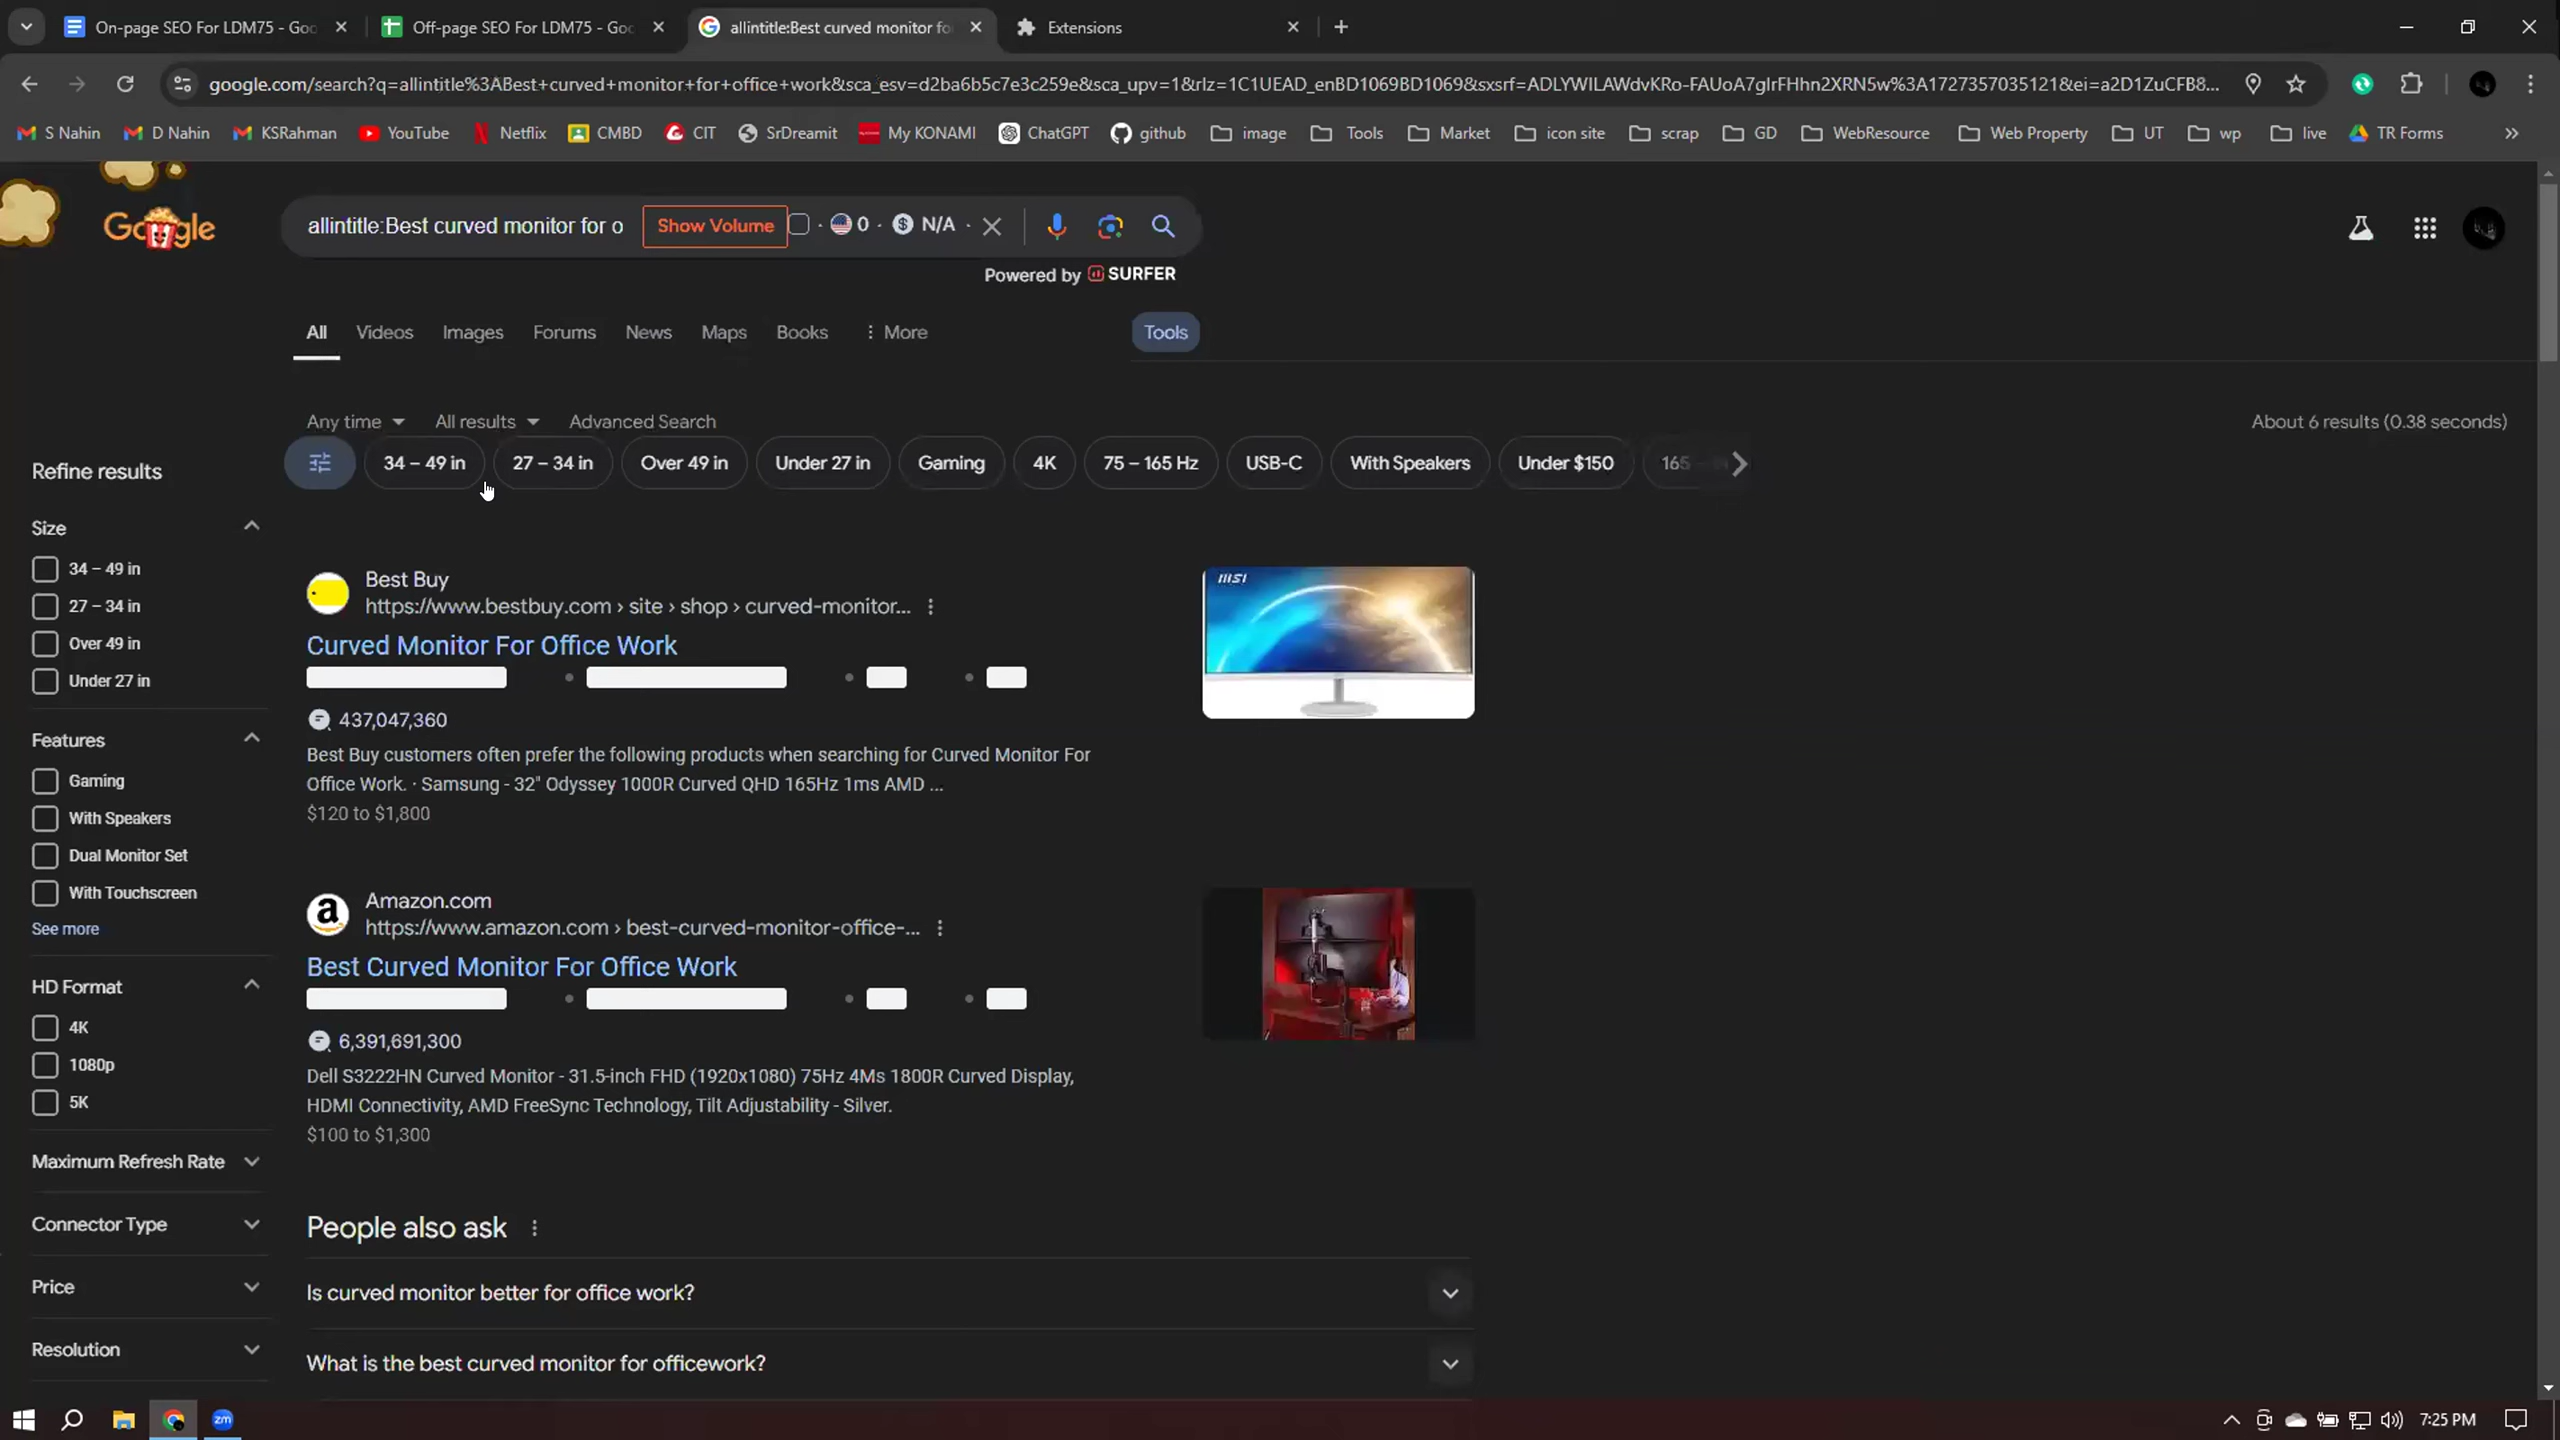 On-page SEO For LDM75 - Goo
Off-page SEO For LDM75 - Goo
allintitle:Best curved monitor fo
Extensions
google.com/search?q=allintitle%3ABest+curved+monitor+for+office+work&sca_esv=d2ba6b5c7e3c259e&sca_upv=1&rlz=1C1UEAD_enBD1069BD1069&sxsrf=ADLYWILAWdvKRo-FAUoA7glrFHhn2XRN5w%3A1727357035121&ei=a2D1ZuCFB8...
S Nahin
D Nahin
KSRahman
YouTube
Netflix
CMBD
CIT
SrDreamit
My KONAMI
ChatGPT
github
image
Tools
Market
icon site
scrap
GD
WebResource
Web Property
UT
wp
live
TR Forms
Google
allintitle:Best curved monitor for o
Show Volume
0
N/A
Powered by SURFER
All
Videos
Images
Forums
News
Maps
Books
More
Tools
Any time
All results
Advanced Search
About 6 results (0.38 seconds)
34 – 49 in
27 – 34 in
Over 49 in
Under 27 in
Gaming
4K
75 – 165 Hz
USB-C
With Speakers
Under $150
165
Refine results
Size
34 – 49 in
27 – 34 in
Over 49 in
Under 27 in
Features
Gaming
With Speakers
Dual Monitor Set
With Touchscreen
See more
HD Format
4K
1080p
5K
Maximum Refresh Rate
Connector Type
Price
Resolution
Best Buy
https://www.bestbuy.com › site › shop › curved-monitor...
Curved Monitor For Office Work
437,047,360
Best Buy customers often prefer the following products when searching for Curved Monitor For
Office Work. · Samsung - 32" Odyssey 1000R Curved QHD 165Hz 1ms AMD ...
$120 to $1,800
msi
Amazon.com
https://www.amazon.com › best-curved-monitor-office-...
Best Curved Monitor For Office Work
6,391,691,300
Dell S3222HN Curved Monitor - 31.5-inch FHD (1920x1080) 75Hz 4Ms 1800R Curved Display,
HDMI Connectivity, AMD FreeSync Technology, Tilt Adjustability - Silver.
$100 to $1,300
People also ask
Is curved monitor better for office work?
What is the best curved monitor for officework?
zm
7:25 PM